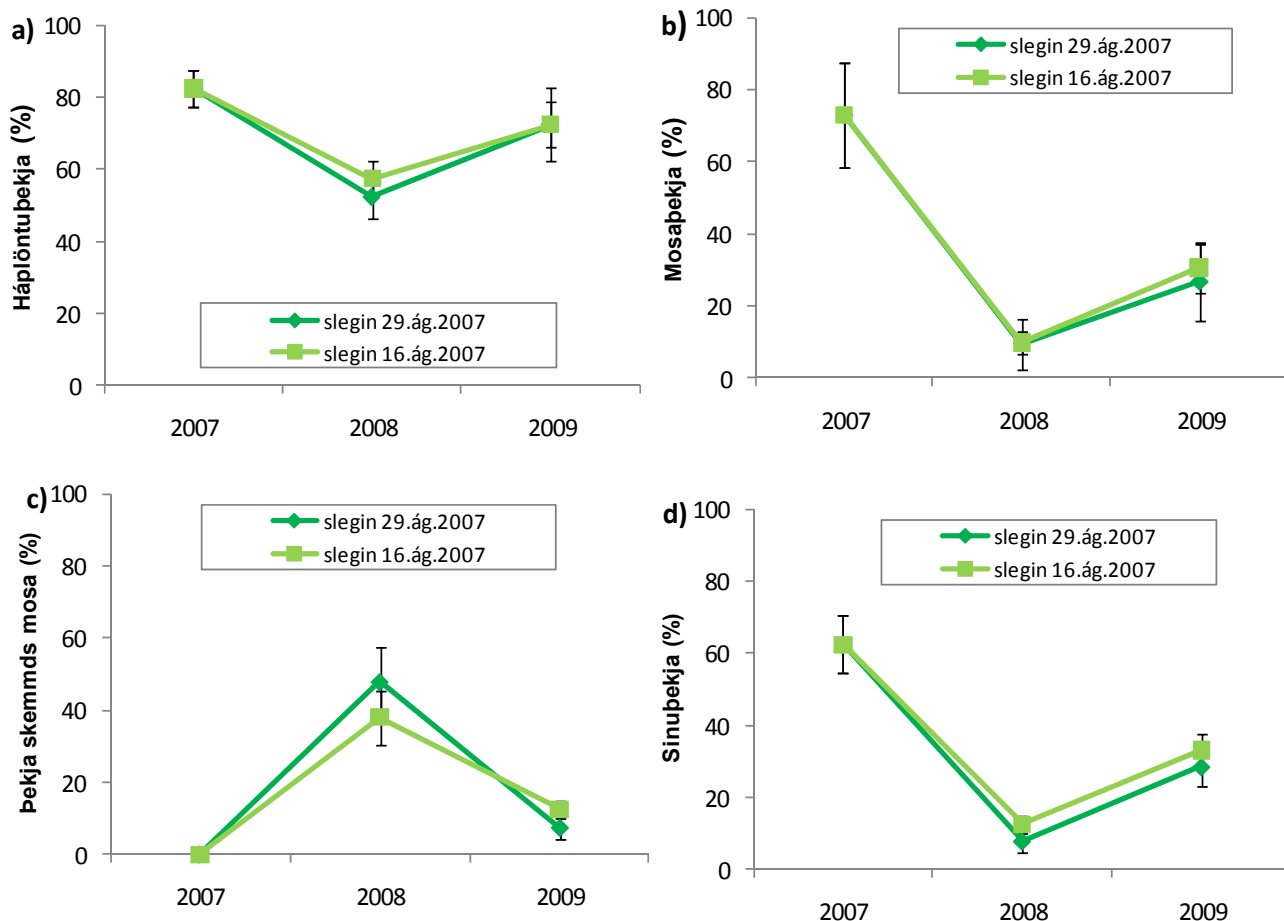 a)
Háplöntuþekja (%)
100
80
60
40
20
0
slegin 29.ág.2007
slegin 16.ág.2007
2007 2008 2009
b)
Mosaþekja (%)
100
80
60
40
20
0
slegin 29.ág.2007
slegin 16.ág.2007
2007 2008 2009
c)
Þekja skemmds mosa (%)
100
80
60
40
20
0
slegin 29.ág.2007
slegin 16.ág.2007
2007 2008 2009
d)
Sinuþekja (%)
100
80
60
40
20
0
slegin 29.ág.2007
slegin 16.ág.2007
2007 2008 2009